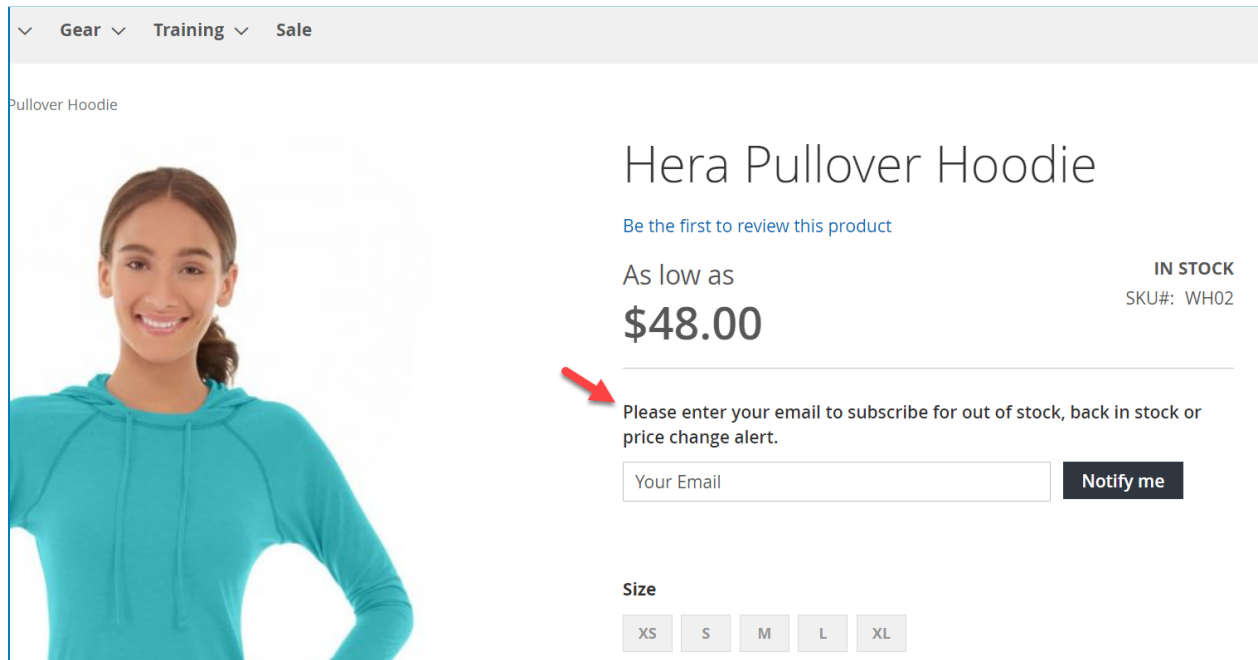 Gear Training Sale
Pullover Hoodie
Hera Pullover Hoodie
Be the first to review this product
As low as
$48.00
IN STOCK
SKU#: WH02
Please enter your email to subscribe for out of stock, back in stock or
price change alert.
Your Email
Notify me
Size
XS S M L XL